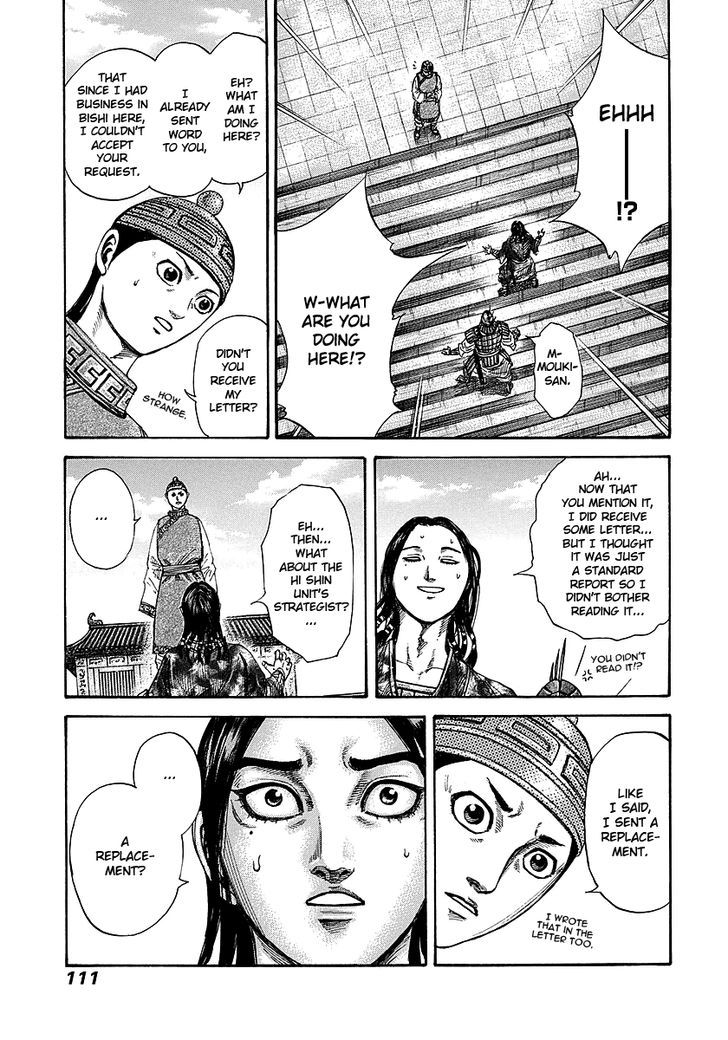 EHHH
—
!?
M-
MOUKI-
SAN.
W-WHAT
ARE YOU
DOING
HERE!?
EH?
WHAT
AM I
DOING
HERE?
I
ALREADY
SENT
WORD
TO YOU,
THAT
SINCE I HAD
BUSINESS IN
BISHI HERE,
I COULDN'T
ACCEPT
YOUR
REQUEST.
DIDN'T
YOU
RECEIVE
MY
LETTER?
HOW
STRANGE.
AH...
NOW THAT
YOU MENTION IT,
I DID RECEIVE
SOME LETTER...
BUT I THOUGHT
IT WAS JUST
A STANDARD
REPORT SO I
DIDN'T BOTHER
READING IT...
YOU DIDN'T
READ IT!?
EH...
THEN...
WHAT
ABOUT THE
HI SHIN
UNIT'S
STRATEGIST?
...
...
LIKE
I SAID,
I SENT A
REPLACE-
MENT.
I WROTE
THAT IN THE
LETTER TOO.
...
A
REPLACE-
MENT?
111